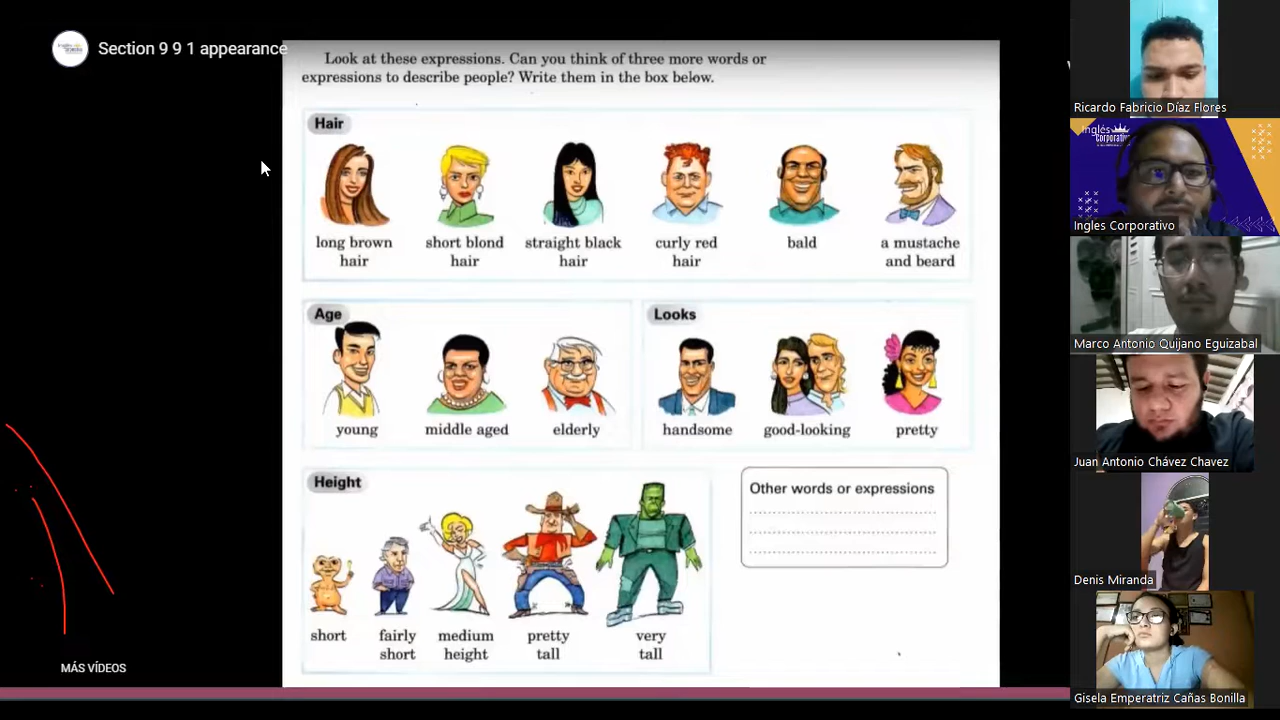 Section 9 9 1 appearance
Look at these expressions. Can you think of three more words or
expressions to describe people? Write them in the box below.
Hair
long brown
hair
short blond
hair
straight black
hair
curly red
hair
bald
a mustache
and beard
Age
young
middle aged
elderly
Looks
handsome
good-looking
pretty
Height
short
fairly
short
medium
height
pretty
tall
very
tall
Other words or expressions
MÁS VÍDEOS
Ricardo Fabricio Díaz Flores
Inglés
Corporativo
Ingles Corporativo
Marco Antonio Quijano Eguizabal
Juan Antonio Chávez Chavez
Denis Miranda
Gisela Emperatriz Cañas Bonilla